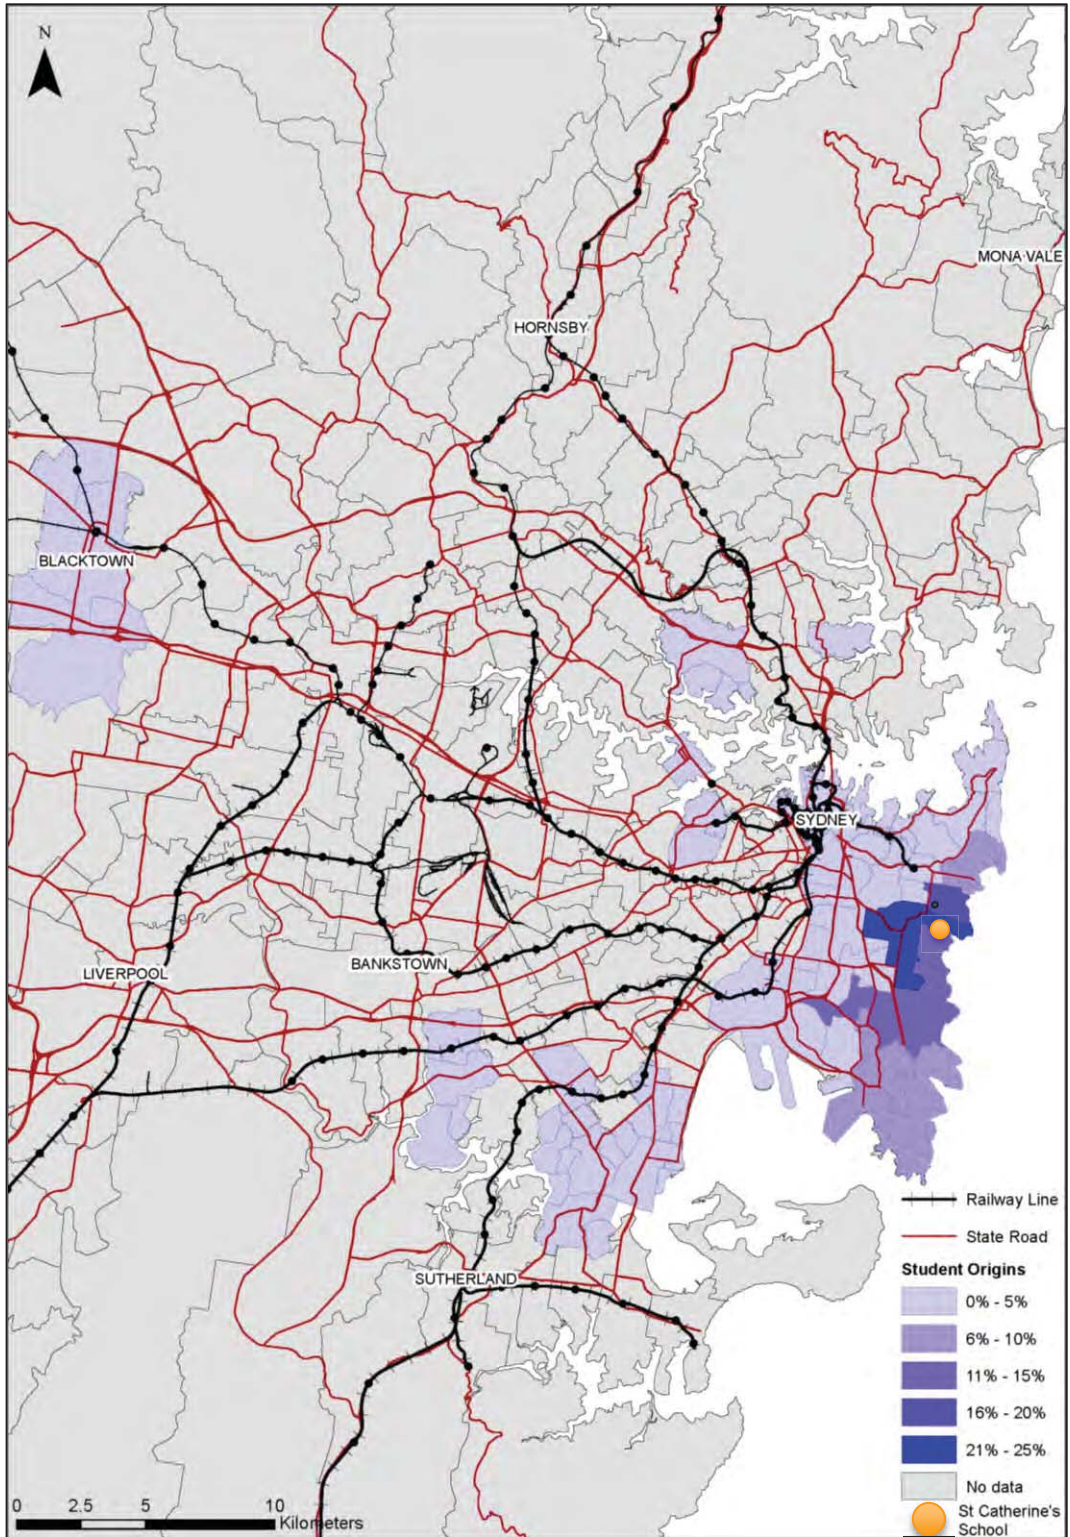 N
MONA VALE
HORNSBY
BLACKTOWN
SYDNEY
LIVERPOOL
BANKSTOWN
SUTHERLAND
Railway Line
State Road
Student Origins
0% - 5%
6% - 10%
11% - 15%
16% - 20%
21% - 25%
No data
St Catherine's
School
0 2.5 5 10
Kilometers